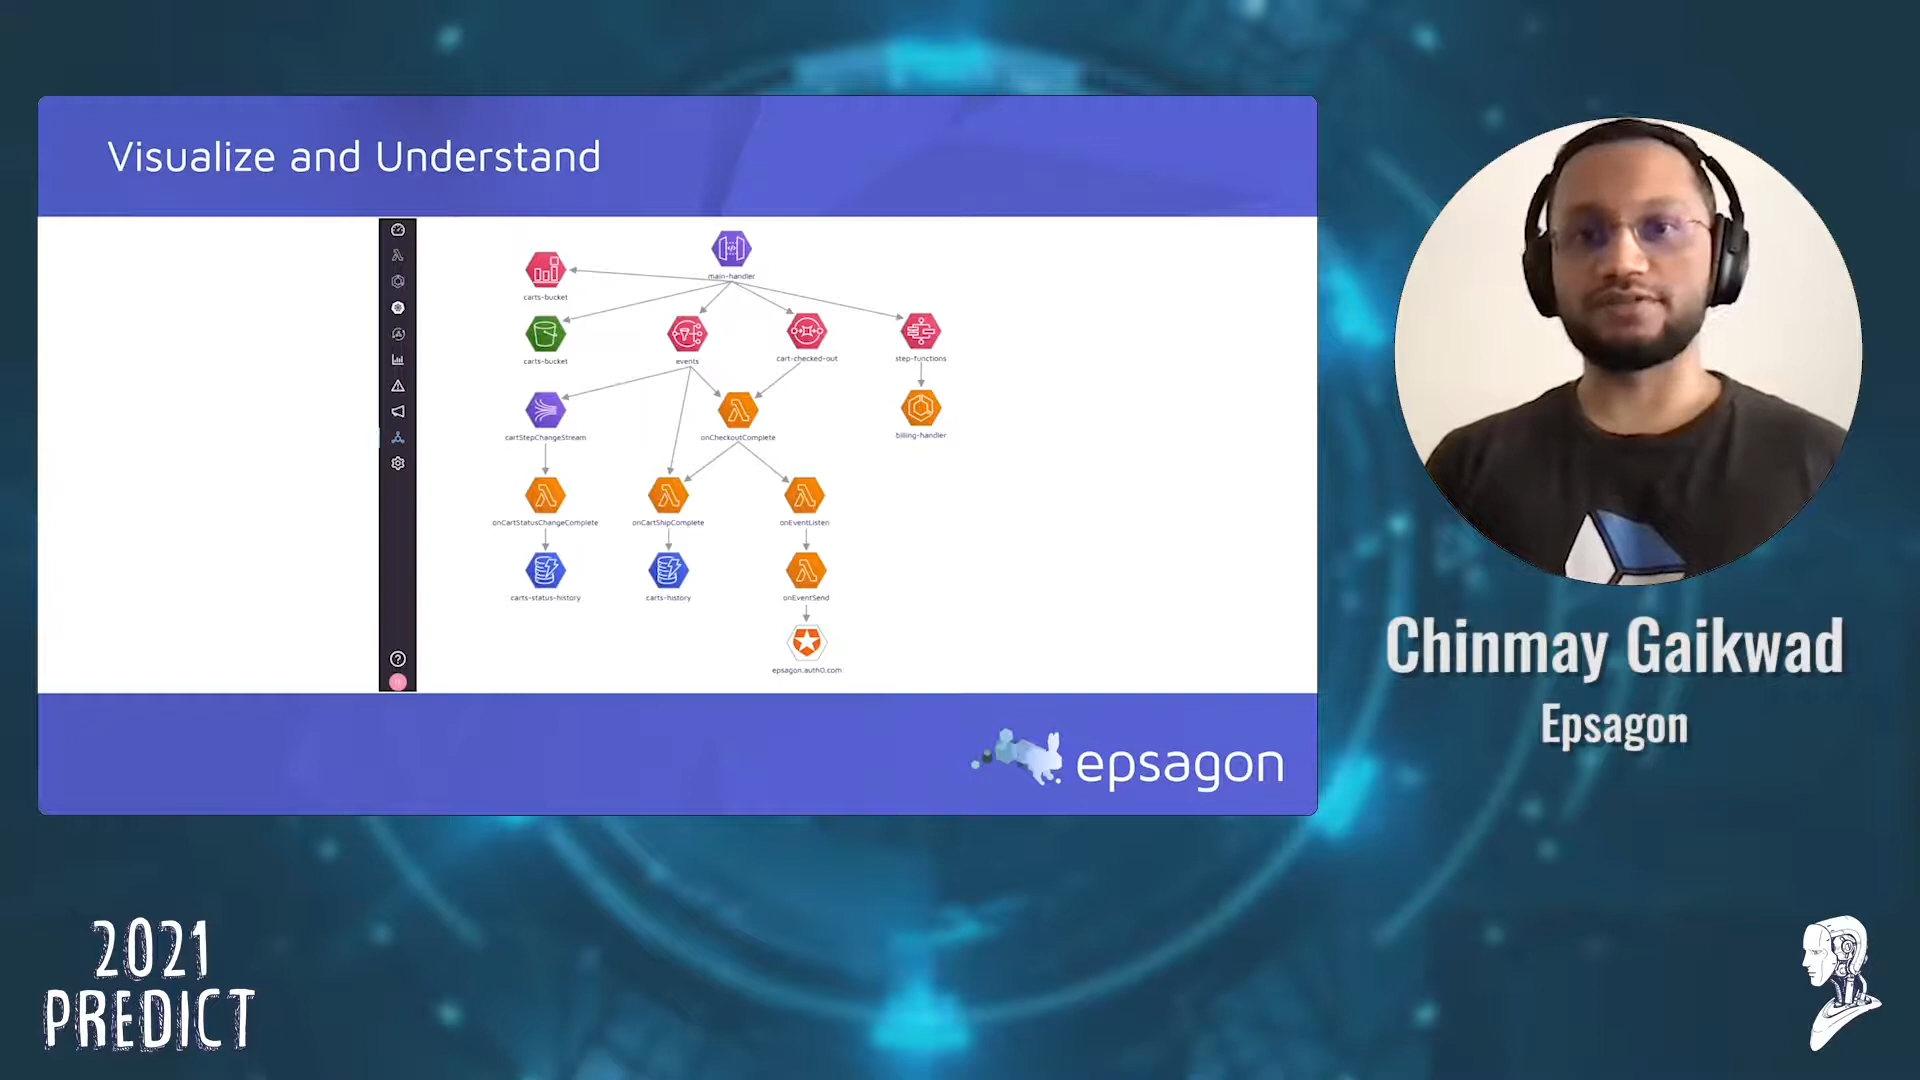 Visualize and Understand
main-handler
carts-bucket
carts-bucket
events
cart-checked-out
step-functions
cartStepChangeStream
onCheckoutComplete
billing-handler
onCartStatusChangeComplete
onCartShipComplete
onEventListen
carts-status-history
carts-history
onEventSend
epsagon.auth0.com
epsagon
Chinmay Gaikwad
Epsagon
2021
PREDICT